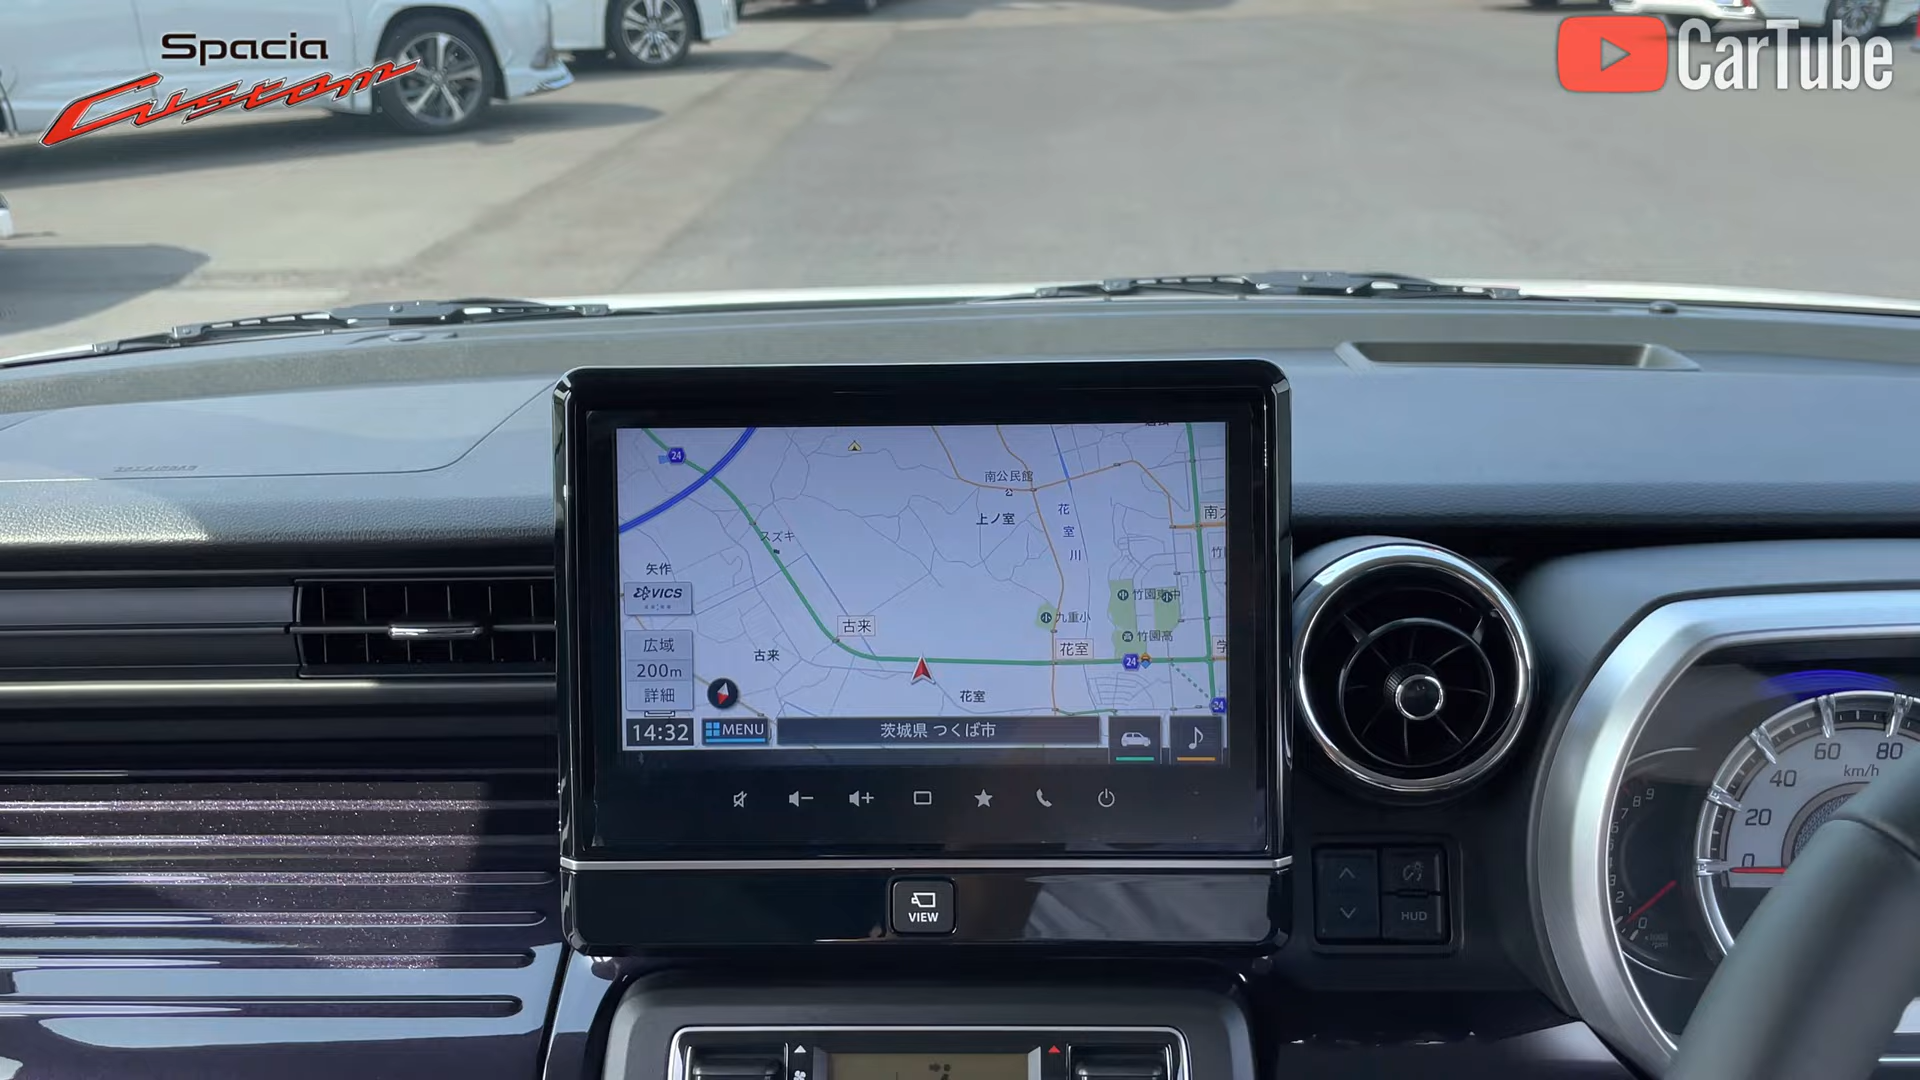 Spacia
Custom
CarTube
24
南公民館
上ノ室
花室川
スズキ
矢作
VICS
竹園東中
九重小
竹園高
古来
花室
24
広域
200m
詳細
古来
花室
24
14:32
MENU
茨城県 つくば市
VIEW
HUD
0
20
40
60
80
km/h